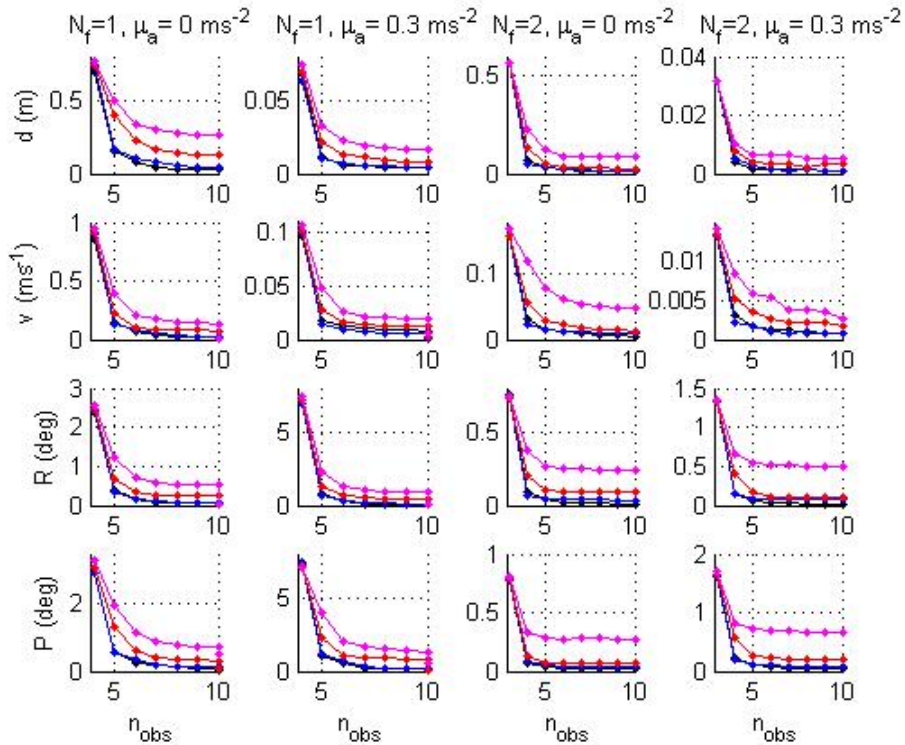 N_f=1, μ_a= 0 ms^-2 N_f=1, μ_a= 0.3 ms^-2 N_f=2, μ_a= 0 ms^-2 N_f=2, μ_a= 0.3 ms^-2
d (m)
0.5 0 5 10
0.05 0 5 10
0.5 0 5 10
0.04 0.02 0 5 10
v (ms^-1)
1 0.5 0 5 10
0.1 0.05 0 5 10
0.1 0 5 10
0.01 0.005 0 5 10
R (deg)
3 2 1 0 5 10
5 0 5 10
0.5 0 5 10
1.5 1 0.5 0 5 10
P (deg)
2 0 5 10
5 0 5 10
1 0.5 0 5 10
2 1 0 5 10
n_obs n_obs n_obs n_obs